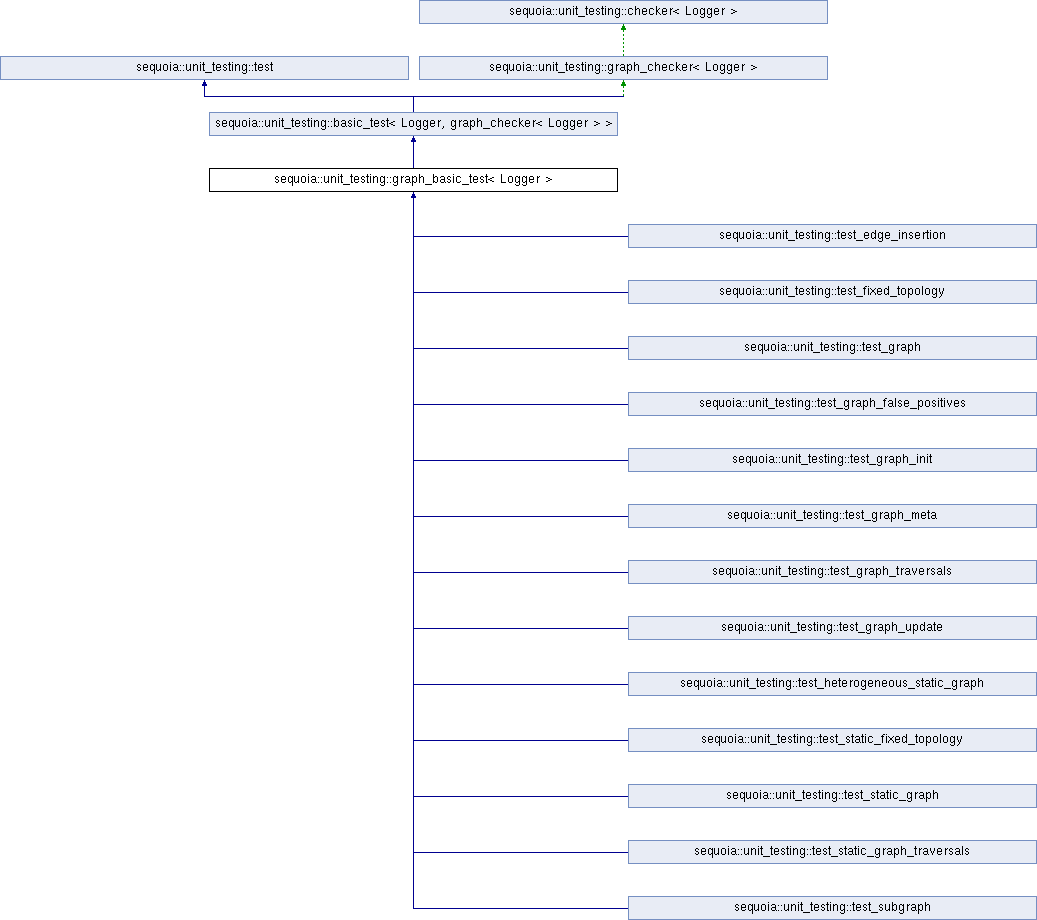 sequoia::unit_testing::checker< Logger >
sequoia::unit_testing::test
sequoia::unit_testing::graph_checker< Logger >
sequoia::unit_testing::basic_test< Logger, graph_checker< Logger > >
sequoia::unit_testing::graph_basic_test< Logger >
sequoia::unit_testing::test_edge_insertion
sequoia::unit_testing::test_fixed_topology
sequoia::unit_testing::test_graph
sequoia::unit_testing::test_graph_false_positives
sequoia::unit_testing::test_graph_init
sequoia::unit_testing::test_graph_meta
sequoia::unit_testing::test_graph_traversals
sequoia::unit_testing::test_graph_update
sequoia::unit_testing::test_heterogeneous_static_graph
sequoia::unit_testing::test_static_fixed_topology
sequoia::unit_testing::test_static_graph
sequoia::unit_testing::test_static_graph_traversals
sequoia::unit_testing::test_subgraph